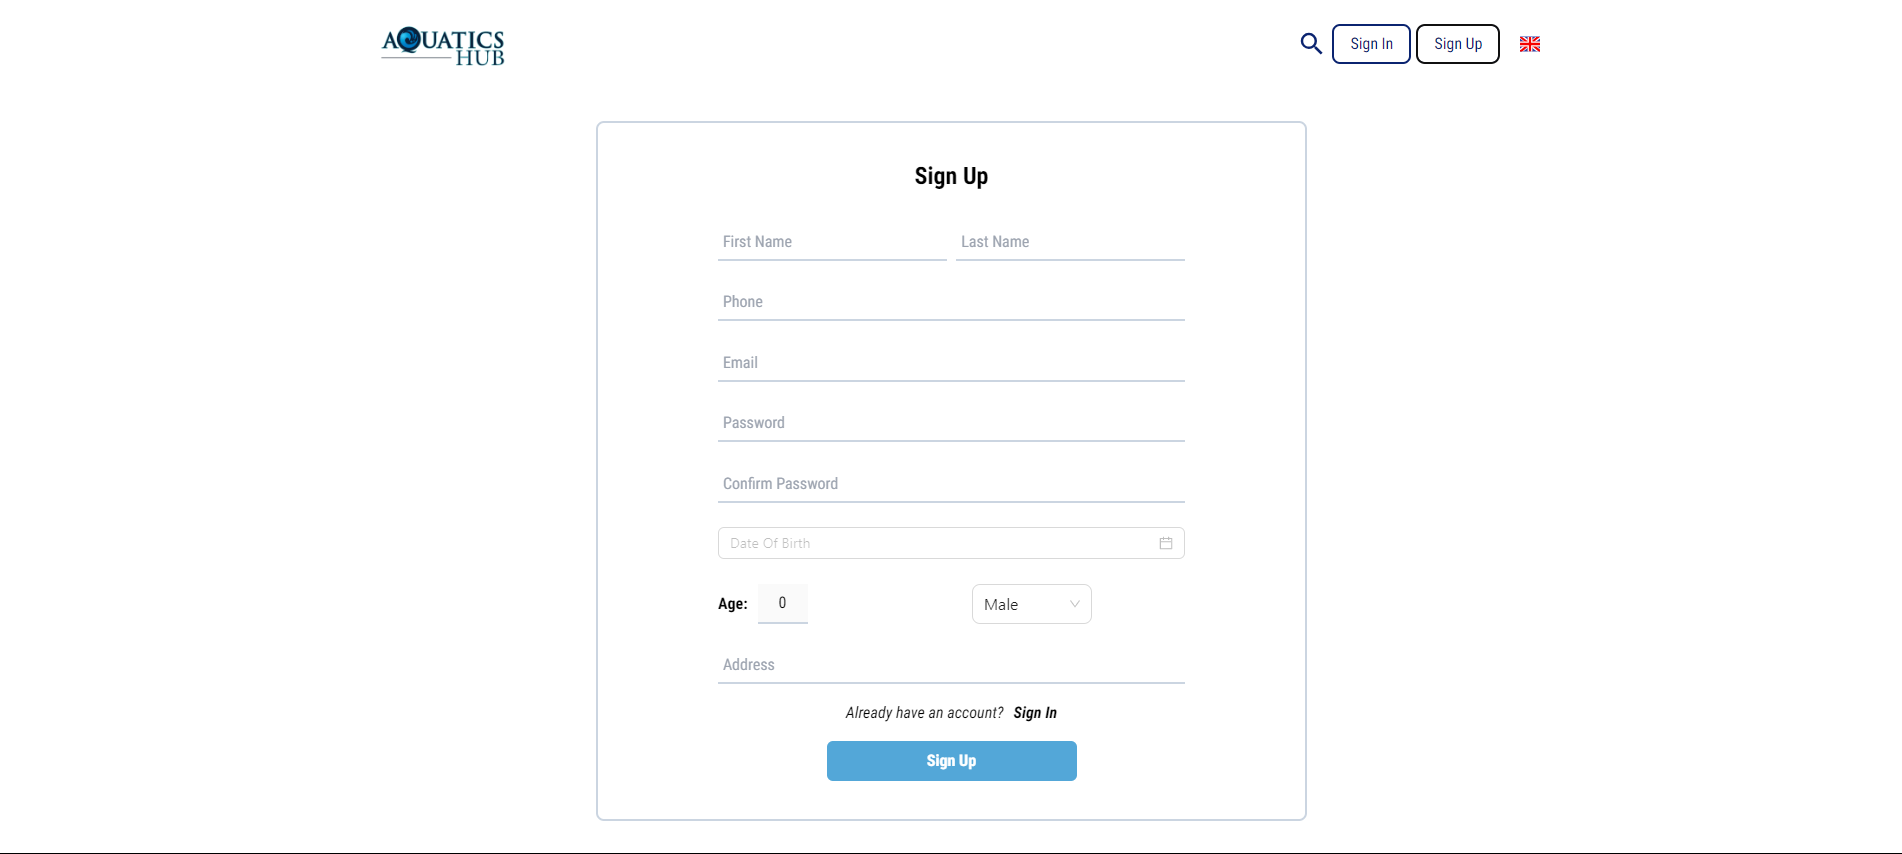 AQUATICS
HUB
Sign In
Sign Up
Sign Up
First Name
Last Name
Phone
Email
Password
Confirm Password
Date Of Birth
Age: 0
Male
Address
Already have an account? Sign In
Sign Up